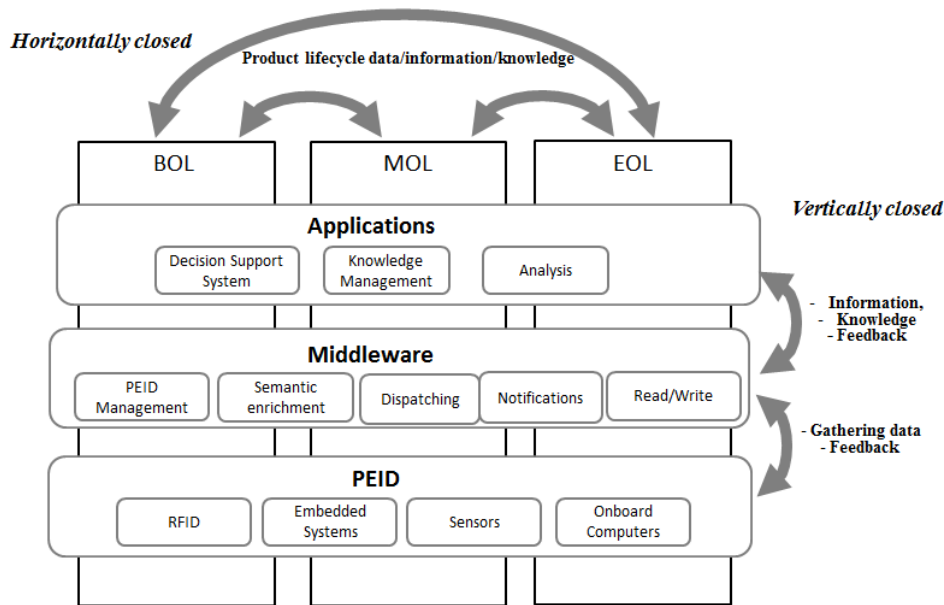 Horizontally closed
Product lifecycle data/information/knowledge
BOL
MOL
EOL
Vertically closed
Applications
Decision Support
System
Knowledge
Management
Analysis
- Information,
- Knowledge
- Feedback
Middleware
PEID
Management
Semantic
enrichment
Dispatching
Notifications
Read/Write
- Gathering data
- Feedback
PEID
RFID
Embedded
Systems
Sensors
Onboard
Computers